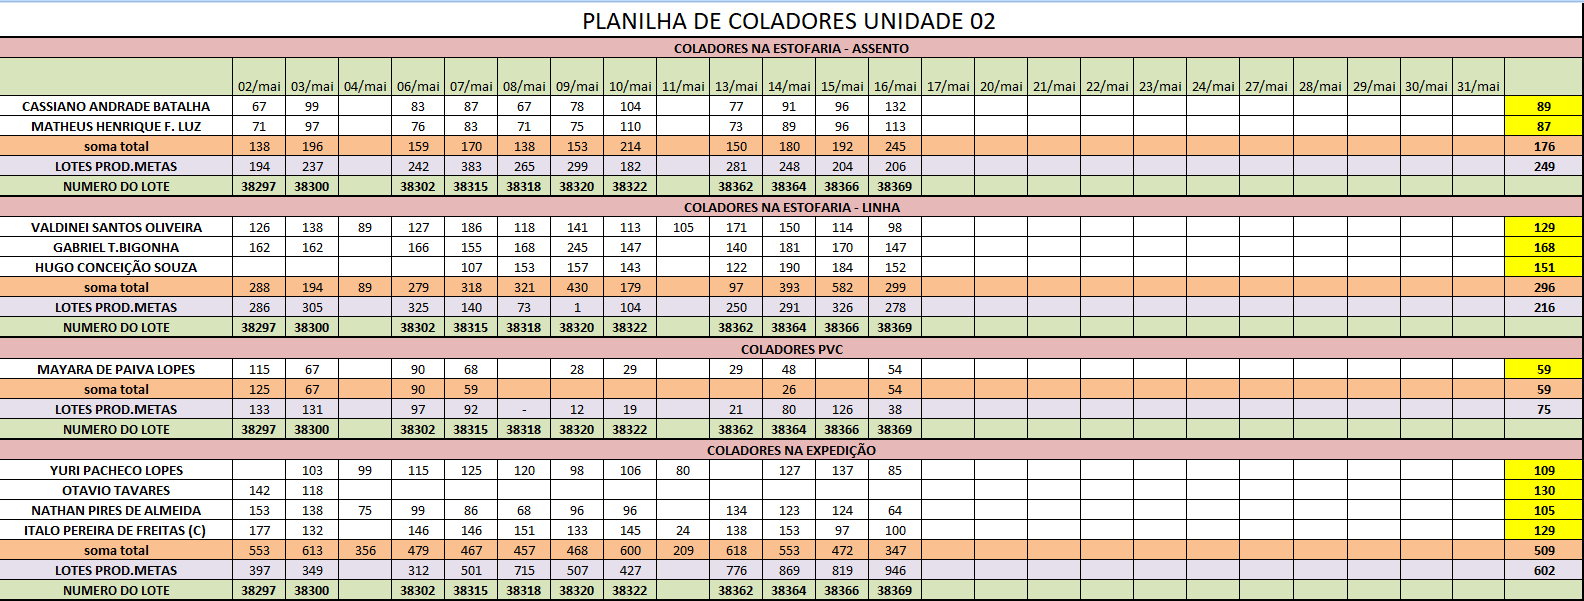 PLANILHA DE COLADORES UNIDADE 02
COLADORES NA ESTOFARIA - ASSENTO
02/mai 03/mai 04/mai 06/mai 07/mai 08/mai 09/mai 10/mai 11/mai 13/mai 14/mai 15/mai 16/mai 17/mai 20/mai 21/mai 22/mai 23/mai 24/mai 27/mai 28/mai 29/mai 30/mai 31/mai
CASSIANO ANDRADE BATALHA 67 99 83 87 67 78 104 77 91 96 132 89
MATHEUS HENRIQUE F. LUZ 71 97 76 83 71 75 110 73 89 96 113 87
soma total 138 196 159 170 138 153 214 150 180 192 245 176
LOTES PROD.METAS 194 237 242 383 265 299 182 281 248 204 206 249
NUMERO DO LOTE 38297 38300 38302 38315 38318 38320 38322 38362 38364 38366 38369
COLADORES NA ESTOFARIA - LINHA
VALDINEI SANTOS OLIVEIRA 126 138 89 127 186 118 141 113 105 171 150 114 98 129
GABRIEL T.BIGONHA 162 162 166 155 168 245 147 140 181 170 147 168
HUGO CONCEIÇÃO SOUZA 107 153 157 143 122 190 184 152 151
soma total 288 194 89 279 318 321 430 179 97 393 582 299 296
LOTES PROD.METAS 286 305 325 140 73 1 104 250 291 326 278 216
NUMERO DO LOTE 38297 38300 38302 38315 38318 38320 38322 38362 38364 38366 38369
COLADORES PVC
MAYARA DE PAIVA LOPES 115 67 90 68 28 29 29 48 54 59
soma total 125 67 90 59 26 54 59
LOTES PROD.METAS 133 131 97 92 - 12 19 21 80 126 38 75
NUMERO DO LOTE 38297 38300 38302 38315 38318 38320 38322 38362 38364 38366 38369
COLADORES NA EXPEDIÇÃO
YURI PACHECO LOPES 103 99 115 125 120 98 106 80 127 137 85 109
OTAVIO TAVARES 142 118 130
NATHAN PIRES DE ALMEIDA 153 138 75 99 86 68 96 96 134 123 124 64 105
ITALO PEREIRA DE FREITAS (C) 177 132 146 146 151 133 145 24 138 153 97 100 129
soma total 553 613 356 479 467 457 468 600 209 618 553 472 347 509
LOTES PROD.METAS 397 349 312 501 715 507 427 776 869 819 946 602
NUMERO DO LOTE 38297 38300 38302 38315 38318 38320 38322 38362 38364 38366 38369